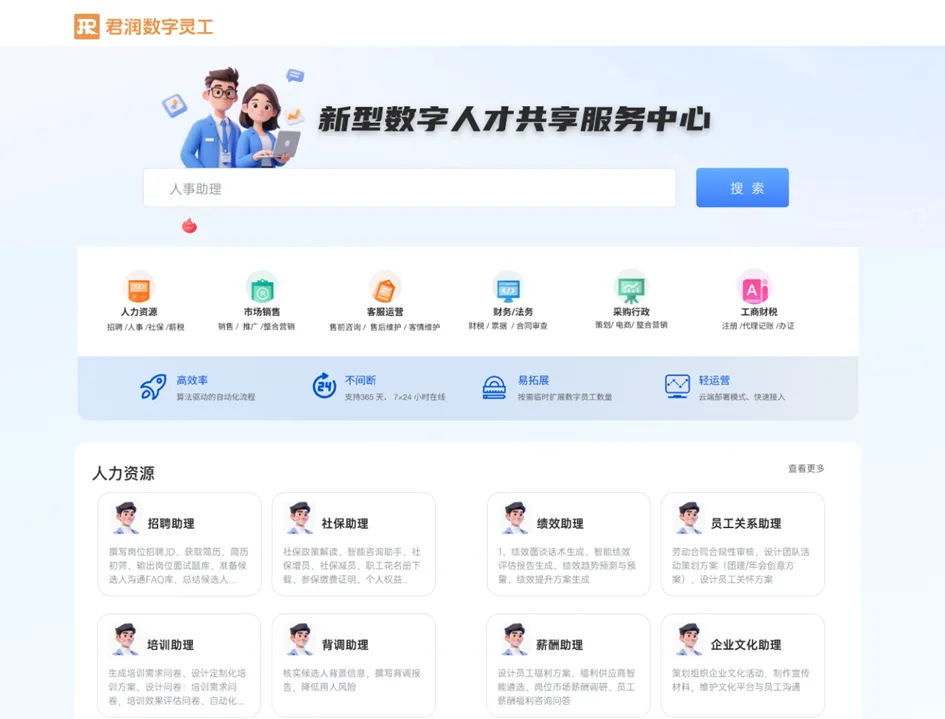 JR 君润数字灵工
新型数字人才共享服务中心
人事助理
搜 索
人力资源
招聘 /人事 /社保 /薪税
市场销售
销售 / 推广 /整合营销
客服运营
售前咨询 / 售后维护 / 客情维护
财务/法务
财税 / 票据 / 合同审查
采购行政
策划/ 电商/ 整合营销
工商财税
注册 /代理记账 /办证
高效率
算法驱动的自动化流程
24
不间断
支持365 天、 7×24 小时在线
易拓展
按需临时扩展数字员工数量
轻运营
云端部署模式、快速接入
人力资源
查看更多
招聘助理
撰写岗位招聘JD、获取简历、简历
初筛、输出岗位面试题库、准备候
选人沟通FAQ库、总结候选人...
社保助理
社保政策解读、智能咨询助手、社
保增员、社保减员、职工花名册下
载、参保缴费证明、个人权益...
绩效助理
1、绩效面谈话术生成、智能绩效
评估报告生成、绩效趋势预测与预
警、绩效提升方案生成
员工关系助理
劳动合同合规性审核、设计团队活
动策划方案（团建/年会创意方
案）、设计员工关怀方案
培训助理
生成培训需求问卷、设计定制化培
训方案、设计问卷：培训需求问
卷，培训效果评估问卷、自动化...
背调助理
核实候选人背景信息，撰写背调报
告、降低用人风险
薪酬助理
设计员工福利方案、福利供应商智
能遴选、岗位市场薪酬调研、员工
薪酬福利咨询问答
企业文化助理
策划组织企业文化活动，制作宣传
材料，维护文化平台与员工沟通